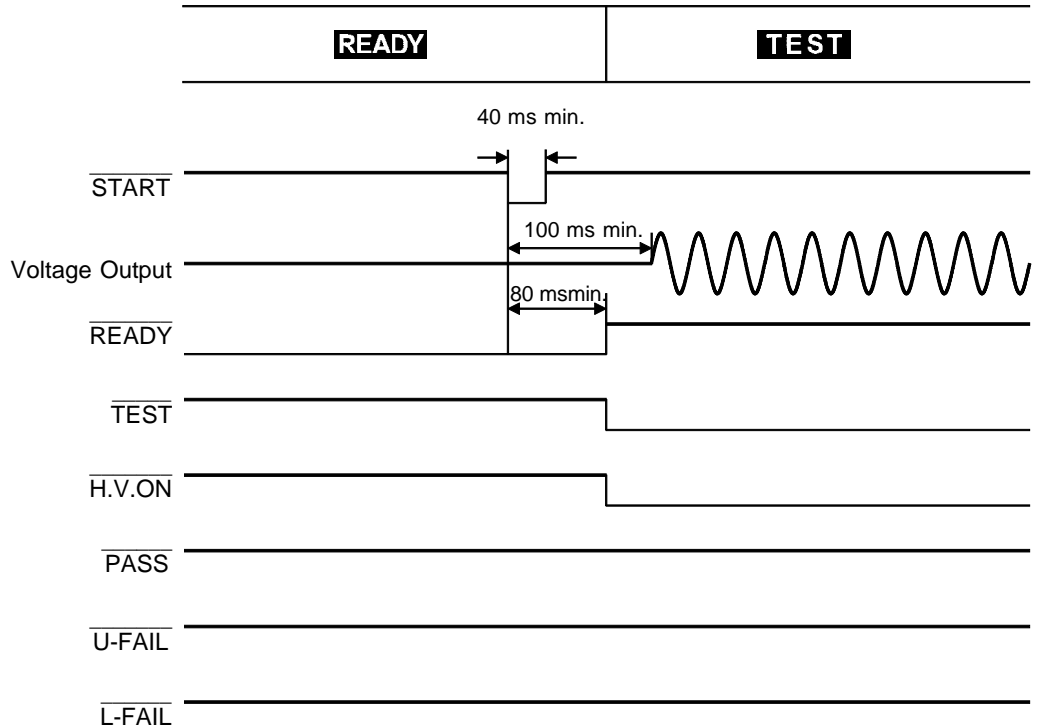 READY TEST
40 ms min.
START
100 ms min.
Voltage Output
80 msmin.
READY
TEST
H.V.ON
PASS
U-FAIL
L-FAIL